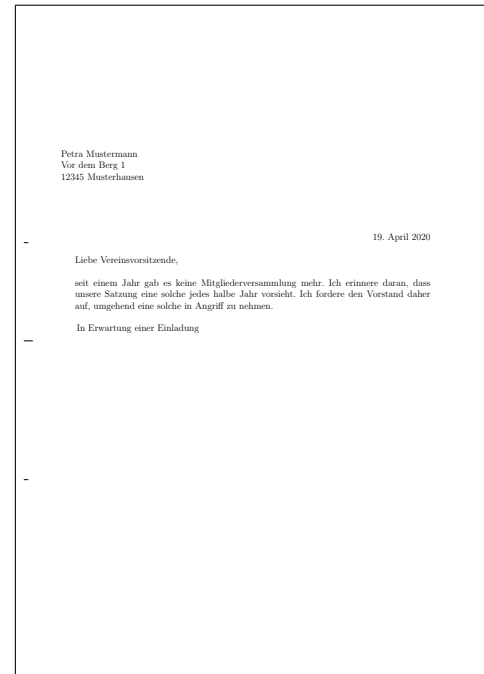 Petra Mustermann
Vor dem Berg 1
12345 Musterhausen
19. April 2020
Liebe Vereinsvorsitzende,
seit einem Jahr gab es keine Mitgliederversammlung mehr. Ich erinnere daran, dass
unsere Satzung eine solche jedes halbe Jahr vorsieht. Ich fordere den Vorstand daher
auf, umgehend eine solche in Angriff zu nehmen.
In Erwartung einer Einladung